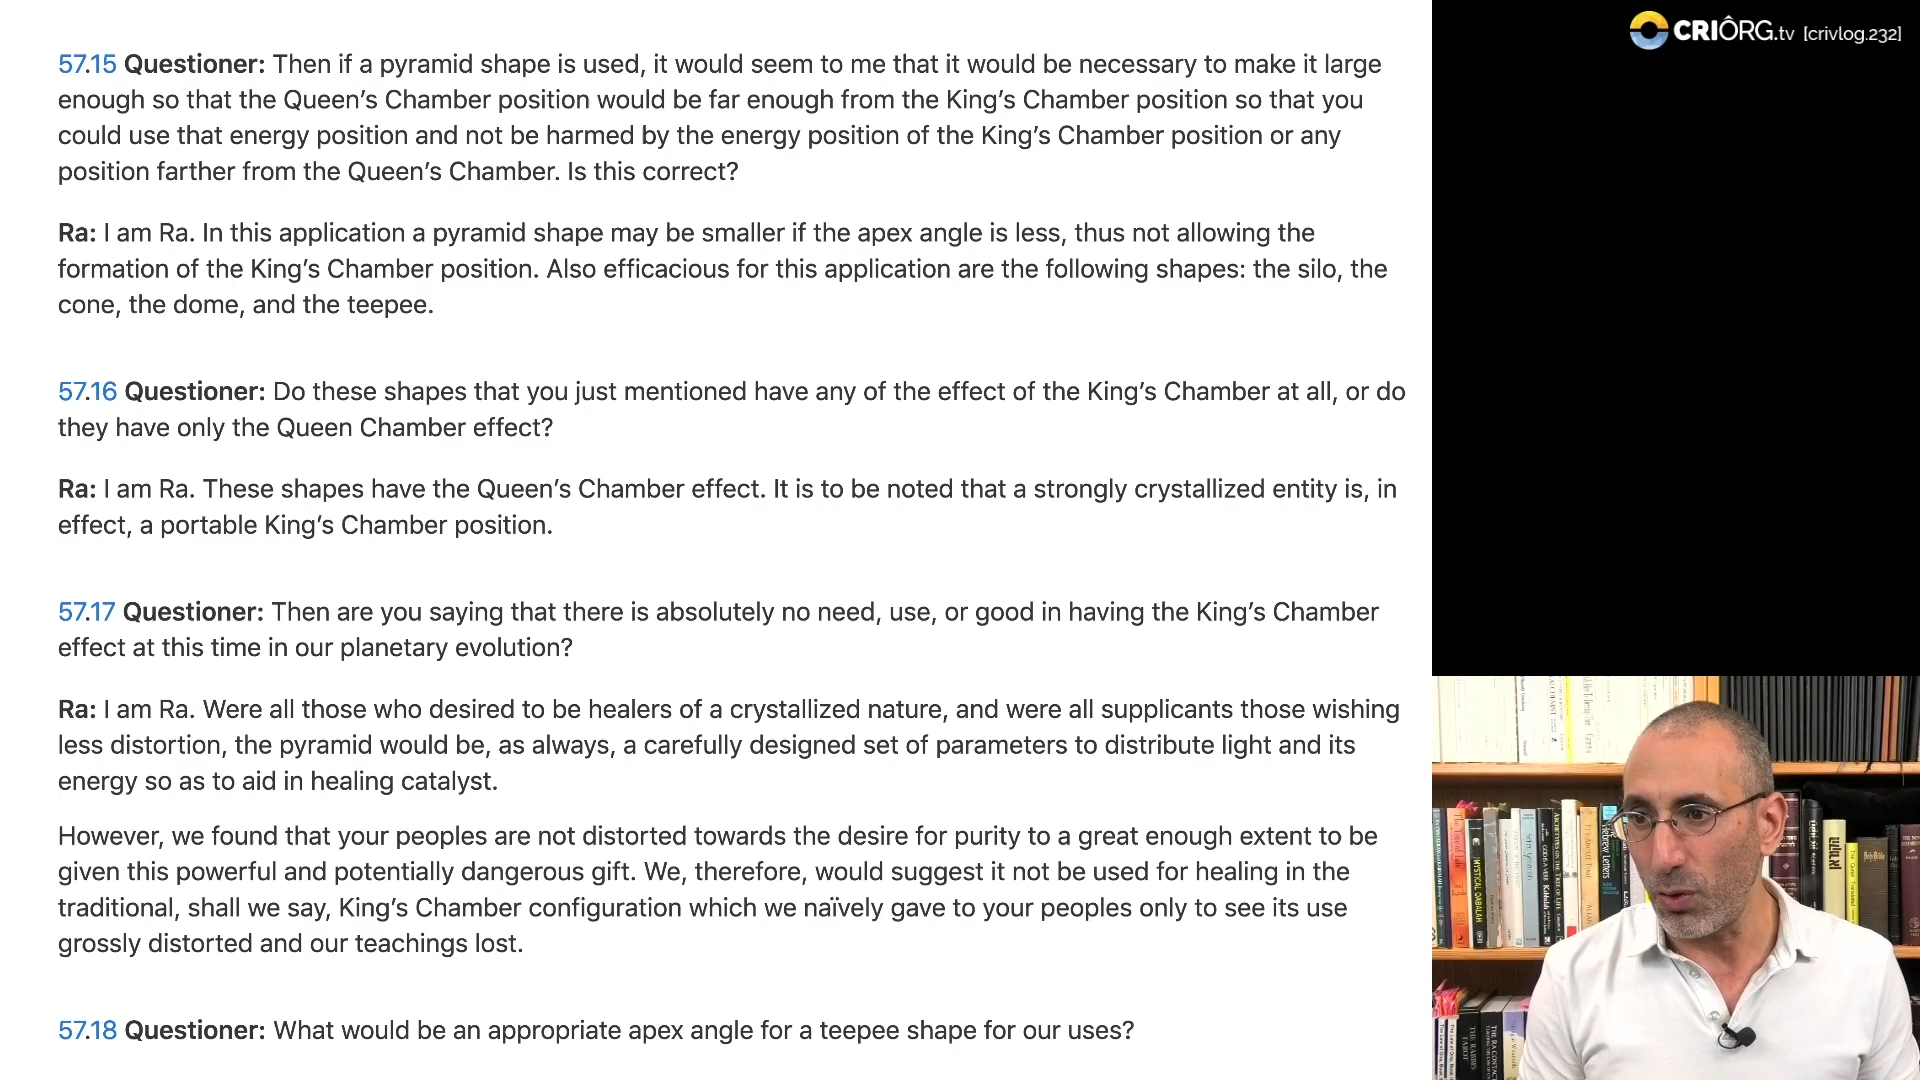 CRIÔRG.tv [crivlog.232]
57.15 Questioner: Then if a pyramid shape is used, it would seem to me that it would be necessary to make it large
enough so that the Queen’s Chamber position would be far enough from the King’s Chamber position so that you
could use that energy position and not be harmed by the energy position of the King’s Chamber position or any
position farther from the Queen’s Chamber. Is this correct?
Ra: I am Ra. In this application a pyramid shape may be smaller if the apex angle is less, thus not allowing the
formation of the King’s Chamber position. Also efficacious for this application are the following shapes: the silo, the
cone, the dome, and the teepee.
57.16 Questioner: Do these shapes that you just mentioned have any of the effect of the King’s Chamber at all, or do
they have only the Queen Chamber effect?
Ra: I am Ra. These shapes have the Queen’s Chamber effect. It is to be noted that a strongly crystallized entity is, in
effect, a portable King’s Chamber position.
57.17 Questioner: Then are you saying that there is absolutely no need, use, or good in having the King’s Chamber
effect at this time in our planetary evolution?
Ra: I am Ra. Were all those who desired to be healers of a crystallized nature, and were all supplicants those wishing
less distortion, the pyramid would be, as always, a carefully designed set of parameters to distribute light and its
energy so as to aid in healing catalyst.
However, we found that your peoples are not distorted towards the desire for purity to a great enough extent to be
given this powerful and potentially dangerous gift. We, therefore, would suggest it not be used for healing in the
traditional, shall we say, King’s Chamber configuration which we naïvely gave to your peoples only to see its use
grossly distorted and our teachings lost.
57.18 Questioner: What would be an appropriate apex angle for a teepee shape for our uses?
MYSTICAL QABALAH
Hebrew Letters
Holy Bible
THE RA CONTACT
TAROT